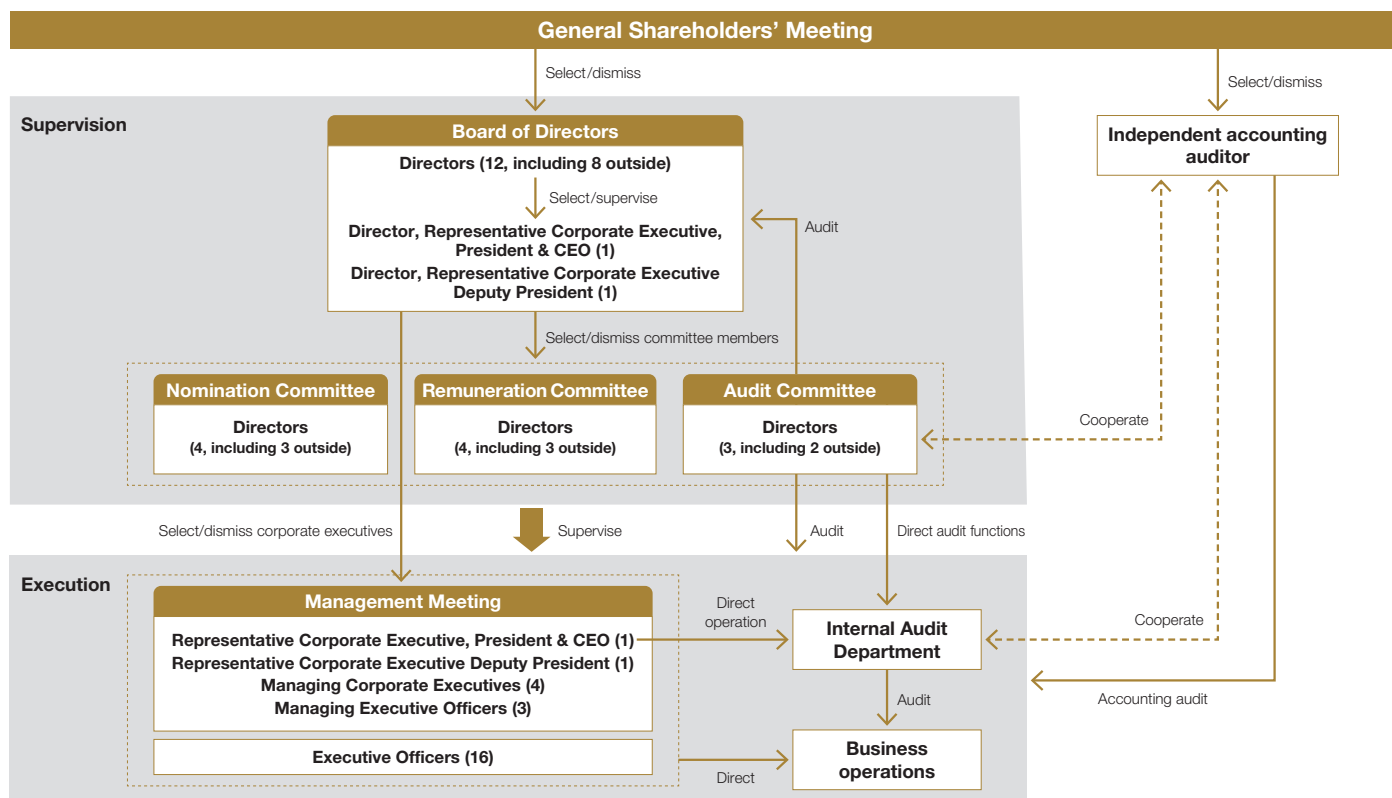 General Shareholders’ Meeting
Select/dismiss
Select/dismiss
Supervision
Board of Directors
Directors (12, including 8 outside)
Select/supervise
Director, Representative Corporate Executive,
President & CEO (1)
Director, Representative Corporate Executive
Deputy President (1)
Independent accounting
auditor
Audit
Select/dismiss committee members
Nomination Committee
Directors
(4, including 3 outside)
Remuneration Committee
Directors
(4, including 3 outside)
Audit Committee
Directors
(3, including 2 outside)
Cooperate
Select/dismiss corporate executives
Supervise
Audit
Direct audit functions
Execution
Management Meeting
Representative Corporate Executive, President & CEO (1)
Representative Corporate Executive Deputy President (1)
Managing Corporate Executives (4)
Managing Executive Officers (3)
Executive Officers (16)
Direct
operation
Internal Audit
Department
Cooperate
Audit
Accounting audit
Direct
Business
operations